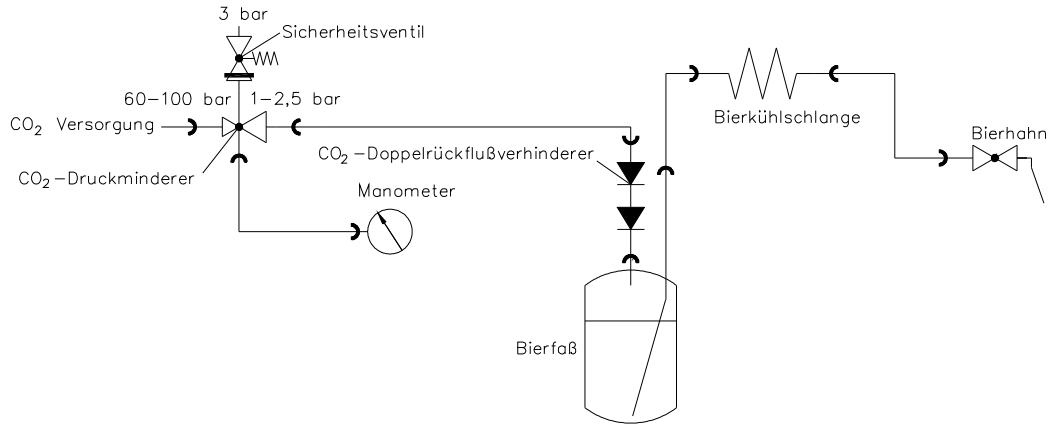 3 bar
Sicherheitsventil
60-100 bar
1-2,5 bar
CO₂ Versorgung
CO₂-Doppelrückflußverhinderer
CO₂-Druckminderer
Manometer
Bierkühlschlange
Bierhahn
Bierfaß